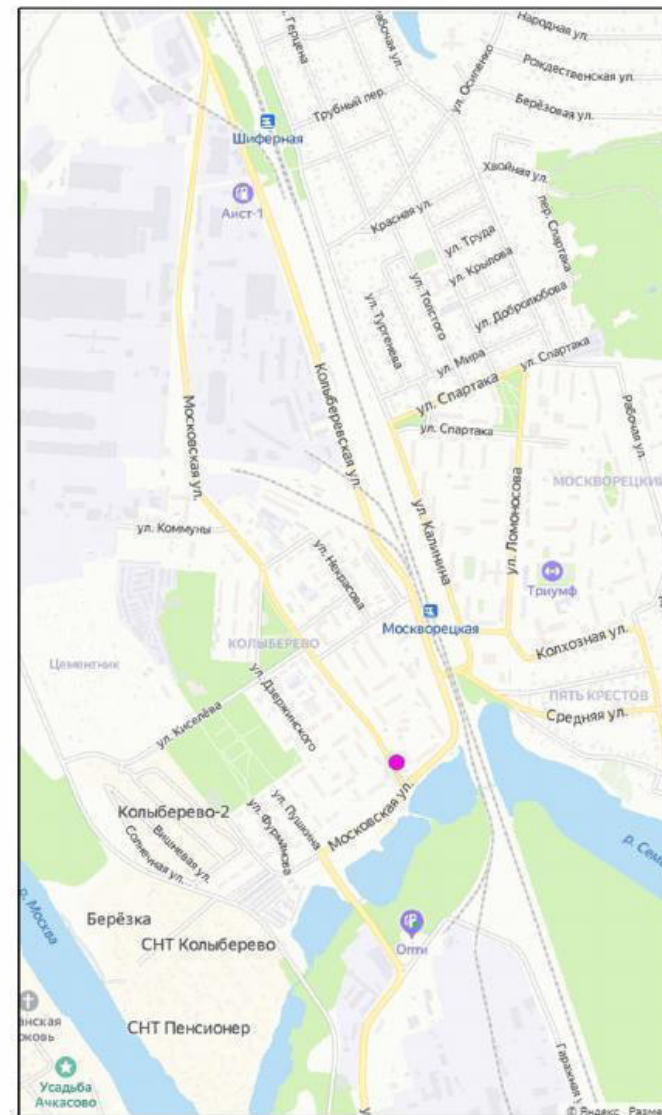 Народная ул.
ул. Герцена
Рабочая ул.
ул. Осипенко
Рождественская ул.
Берёзовая ул.
Трубный пер.
Шиферная
Хвойная ул.
Аист-1
Красная ул.
пер. Спартака
ул. Труда
ул. Крылова
ул. Толстого
ул. Добролюбова
ул. Тургенева
ул. Мира
ул. Спартака
ул. Спартака
Колыберевская ул.
Московская ул.
ул. Спартака
Рабочая ул.
МОСКВОРЕЦКИЙ
ул. Ломоносова
ул. Калинина
ул. Коммуны
ул. Некрасова
Триумф
Москворецкая
КОЛЫБЕРЕВО
Колхозная ул.
Цементник
ул. Дзержинского
ПЯТЬ КРЕСТОВ
Средняя ул.
ул. Киселёва
Колыберево-2
ул. Пушкина
Московская ул.
ул. Фурманова
Вишневая ул.
Солнечная ул.
р. Москва
Берёзка
СНТ Колыберево
Опти
СНТ Пенсионер
Усадьба
Ачкасово
Гаражная
© Яндекс